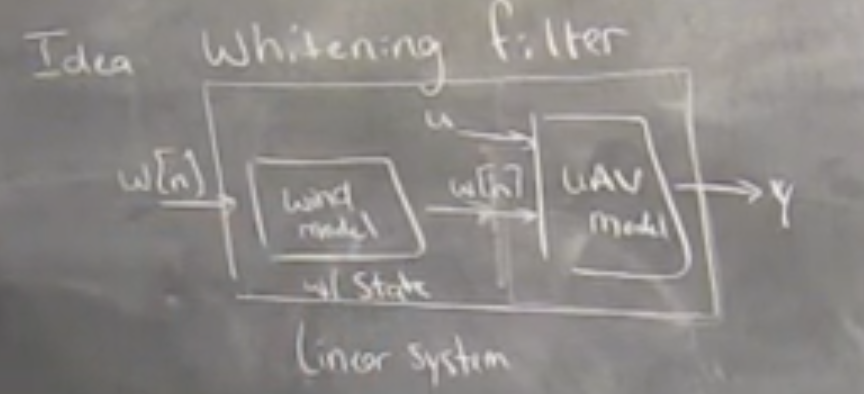 Idea Whitening filter
u
w[n]
wind
model
w[n]
UAV
model
y
w/ State
linear system